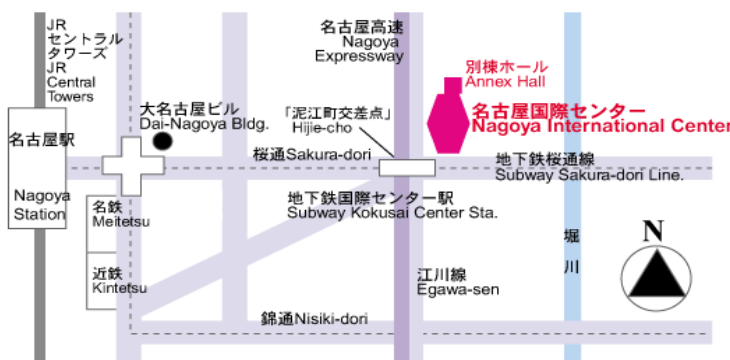 JR
セントラル
タワーズ
JR
Central
Towers
名古屋高速
Nagoya
Expressway
別棟ホール
Annex Hall
大名古屋ビル
Dai-Nagoya Bldg.
「泥江町交差点」
Hijie-cho
名古屋国際センター
Nagoya International Center
名古屋駅
桜通Sakura-dori
地下鉄桜通線
Subway Sakura-dori Line.
Nagoya
Station
名鉄
Meitetsu
地下鉄国際センター駅
Subway Kokusai Center Sta.
堀
川
N
近鉄
Kintetsu
江川線
Egawa-sen
錦通Nisiki-dori